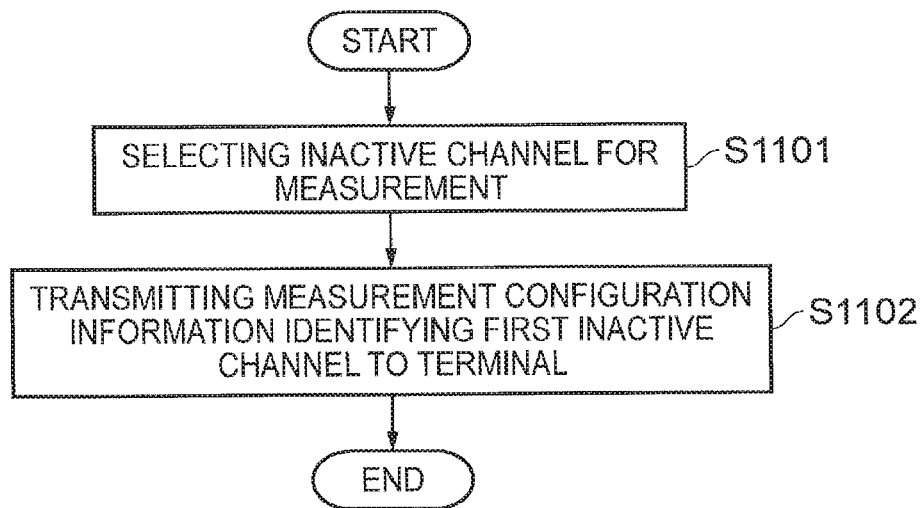 START
SELECTING INACTIVE CHANNEL FOR
MEASUREMENT
S1101
TRANSMITTING MEASUREMENT CONFIGURATION
INFORMATION IDENTIFYING FIRST INACTIVE
CHANNEL TO TERMINAL
S1102
END